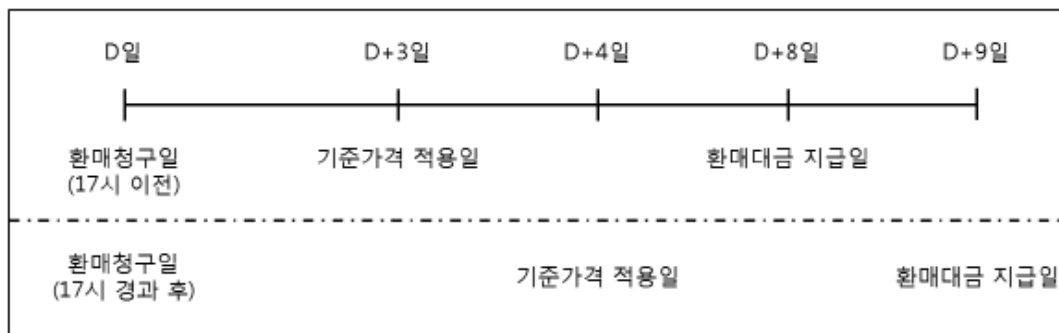 D일 D+3일 D+4일 D+8일 D+9일
환매청구일 기준가격 적용일 환매대금 지급일
(17시 이전)
환매청구일 기준가격 적용일 환매대금 지급일
(17시 경과 후)